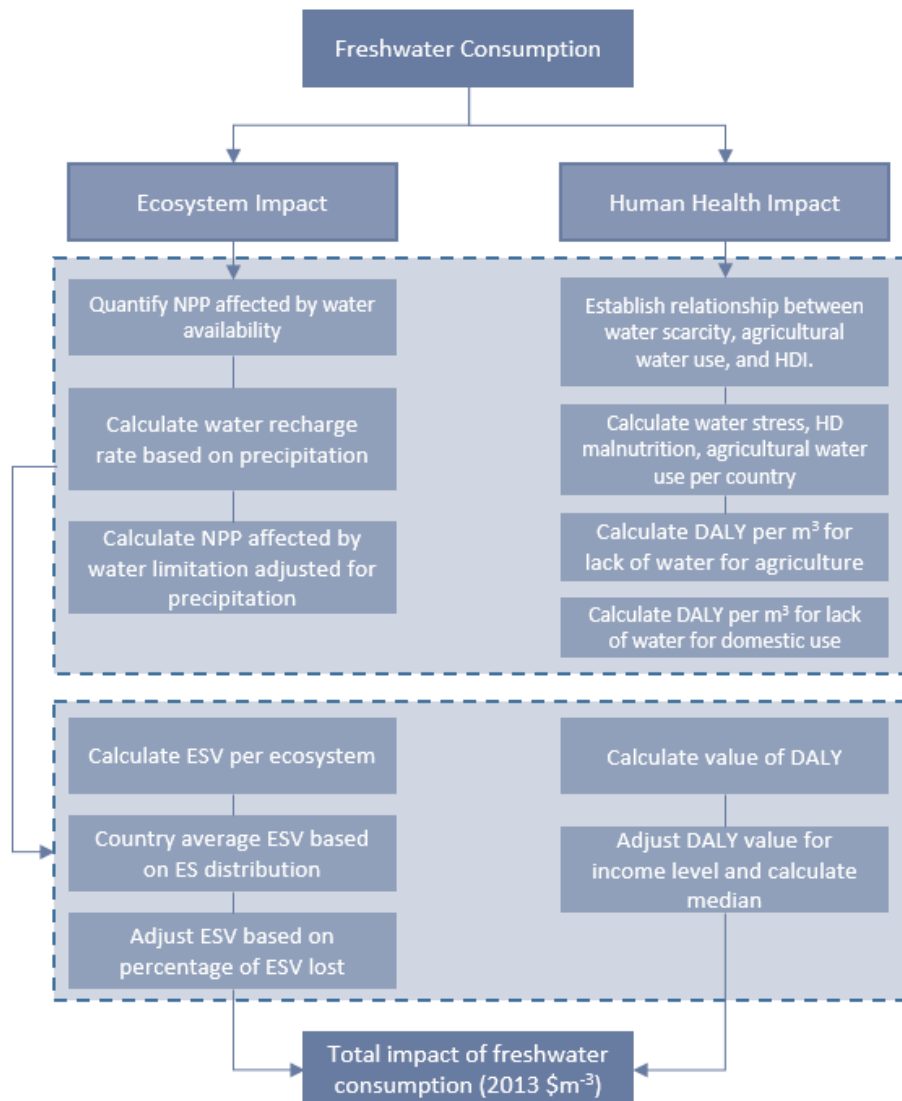 Freshwater Consumption
Ecosystem Impact
Human Health Impact
Quantify NPP affected by water
availability
Calculate water recharge
rate based on precipitation
Calculate NPP affected by
water limitation adjusted for
precipitation
Establish relationship between
water scarcity, agricultural
water use, and HDI.
Calculate water stress, HD
malnutrition, agricultural water
use per country
Calculate DALY per m³ for
lack of water for agriculture
Calculate DALY per m³ for lack
of water for domestic use
Calculate ESV per ecosystem
Country average ESV based
on ES distribution
Adjust ESV based on
percentage of ESV lost
Calculate value of DALY
Adjust DALY value for
income level and calculate
median
Total impact of freshwater
consumption (2013 $m⁻³)